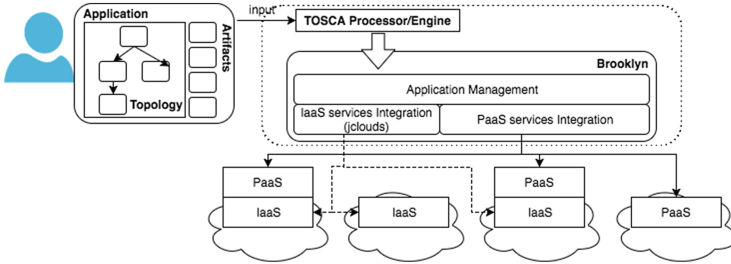 Application
input
TOSCA Processor/Engine
Artifacts
Topology
Brooklyn
Application Management
IaaS services Integration
(jclouds)
PaaS services Integration
PaaS
IaaS
IaaS
PaaS
IaaS
PaaS